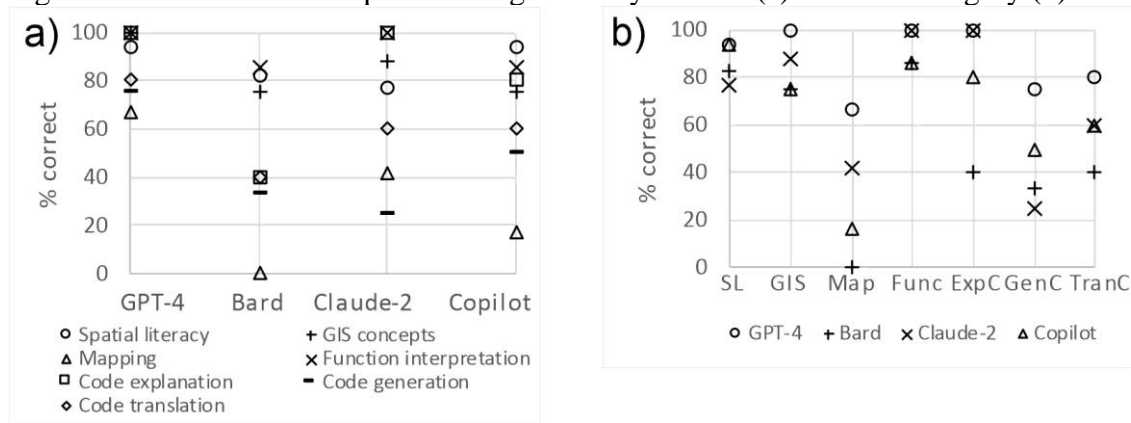 a)
100
80
60
40
20
0
% correct
GPT-4 Bard Claude-2 Copilot
Spatial literacy GIS concepts
Mapping Function interpretation
Code explanation Code generation
Code translation
b)
100
80
60
40
20
0
% correct
SL GIS Map Func ExpC GenC TranC
GPT-4 Bard Claude-2 Copilot